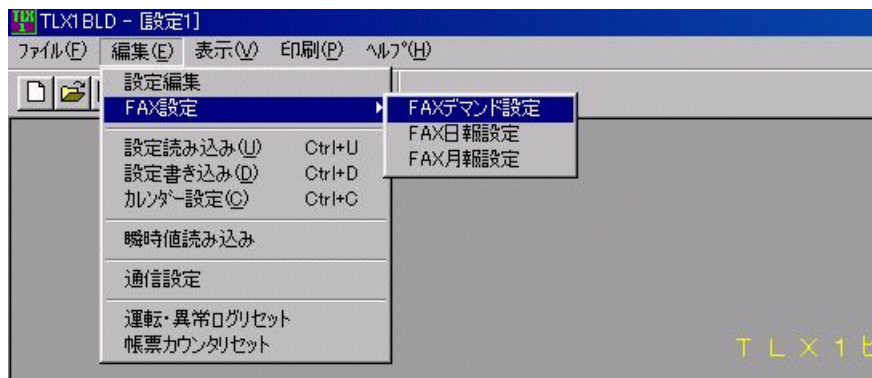 TLX1BLD - [設定1]
ファイル(F) 編集(E) 表示(V) 印刷(P) ヘルプ(H)
設定編集
FAX設定
FAXデマンド設定
FAX日報設定
FAX月報設定
設定読み込み(U) Ctrl+U
設定書き込み(D) Ctrl+D
カレンダー設定(C) Ctrl+C
瞬時値読み込み
通信設定
運転・異常ログリセット
帳票カウンタリセット
TLX1ビ